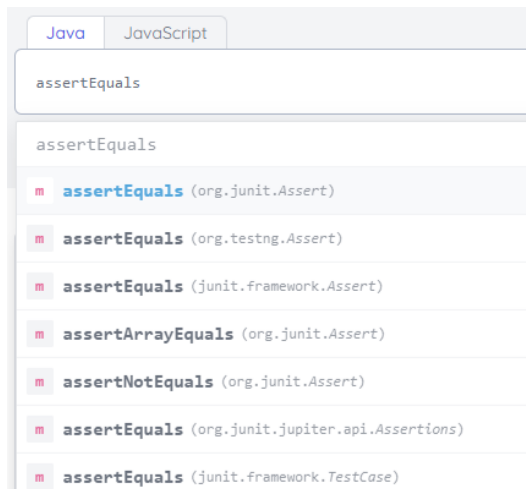 Java JavaScript
assertEquals
assertEquals
m assertEquals (org.junit.Assert)
m assertEquals (org.testng.Assert)
m assertEquals (junit.framework.Assert)
m assertArrayEquals (org.junit.Assert)
m assertNotEquals (org.junit.Assert)
m assertEquals (org.junit.jupiter.api.Assertions)
m assertEquals (junit.framework.TestCase)